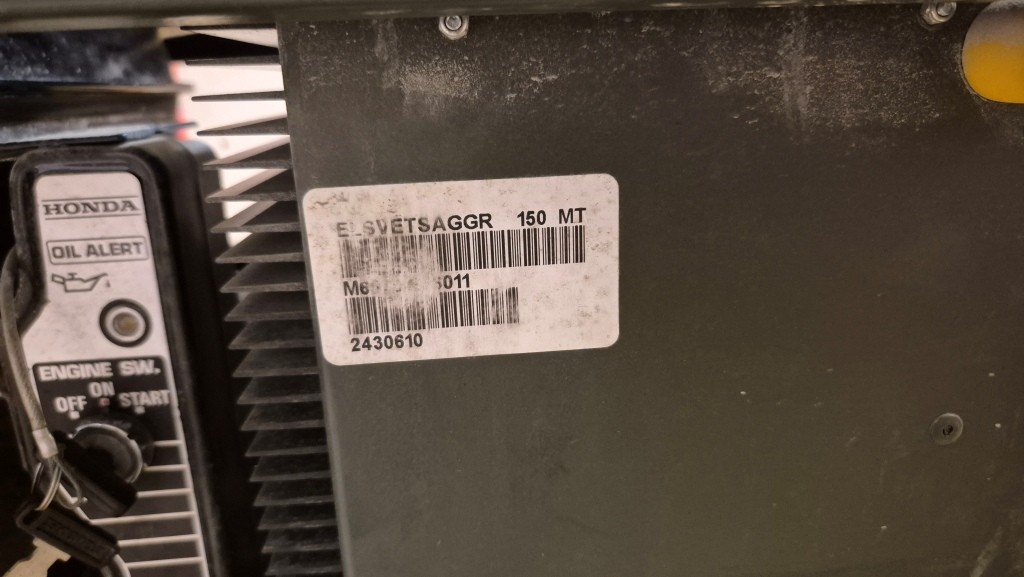 HONDA
OIL ALERT
ENGINE SW.
ON
OFF START
ELSVETSAGGR 150 MT
2430610